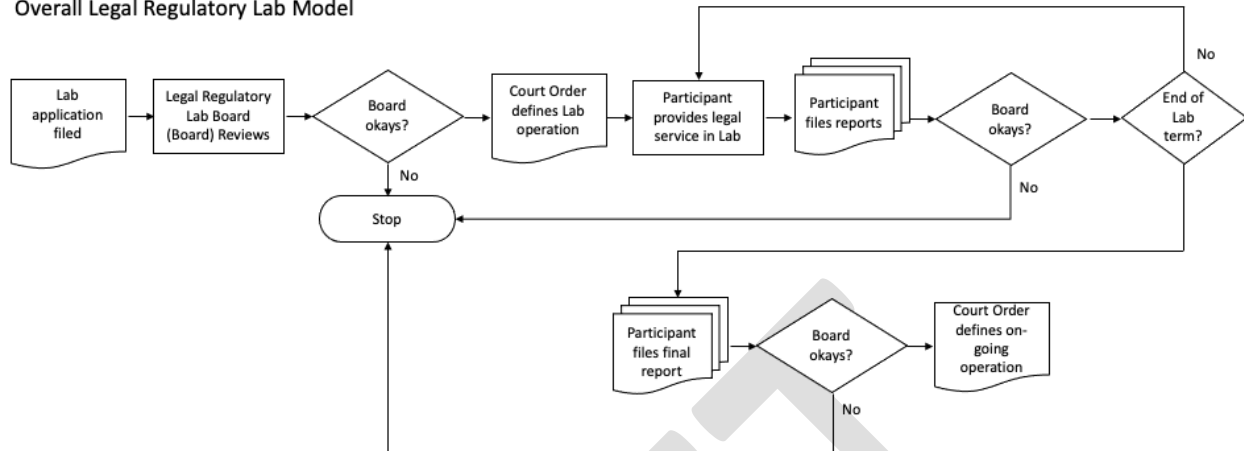 Overall Legal Regulatory Lab Model
Lab
application
filed
Legal Regulatory
Lab Board
(Board) Reviews
Board
okays?
No
Court Order
defines Lab
operation
Participant
provides legal
service in Lab
Participant
files reports
Board
okays?
No
End of
Lab
term?
No
Stop
Participant
files final
report
Board
okays?
No
Court Order
defines on-
going
operation